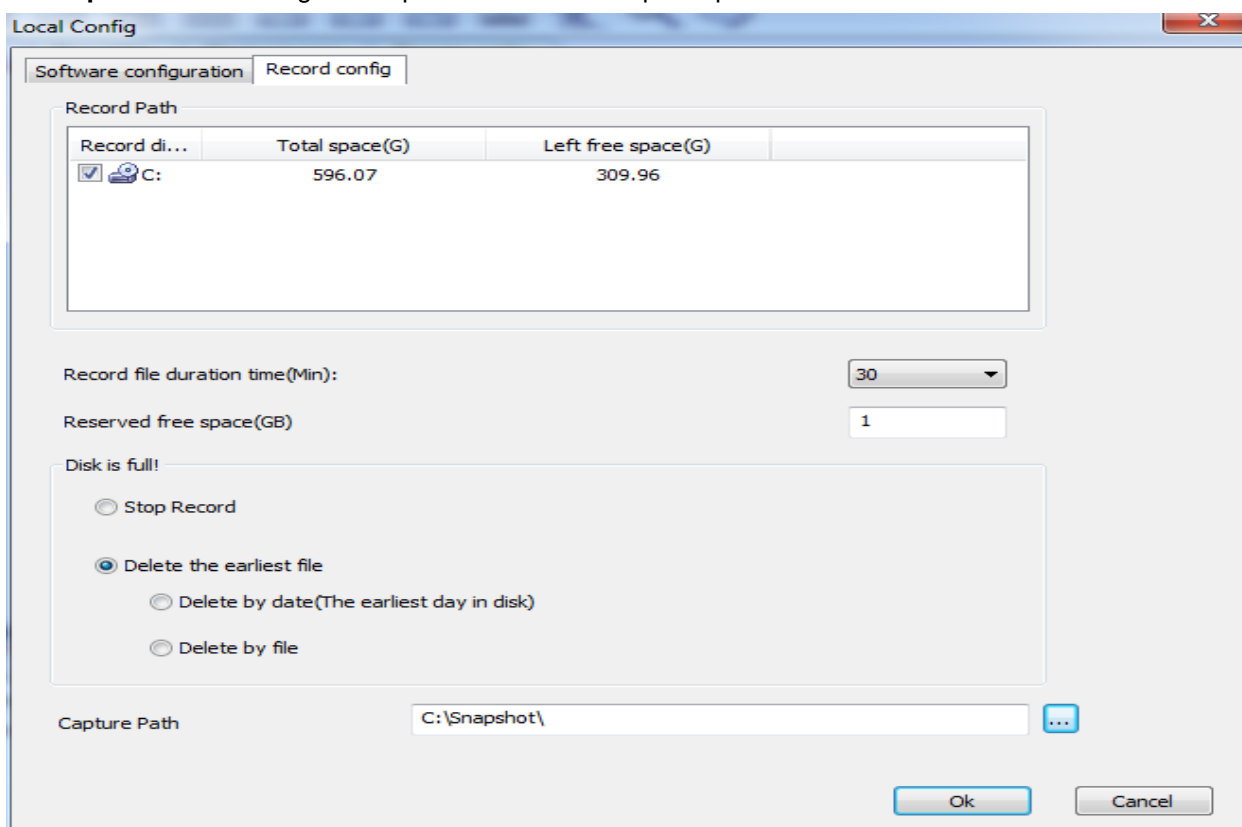 Local Config
Software configuration Record config
Record Path
Record di... Total space(G) Left free space(G)
C: 596.07 309.96
Record file duration time(Min): 30
Reserved free space(GB) 1
Disk is full!
Stop Record
Delete the earliest file
Delete by date(The earliest day in disk)
Delete by file
Capture Path C:\Snapshot\ ...
Ok Cancel